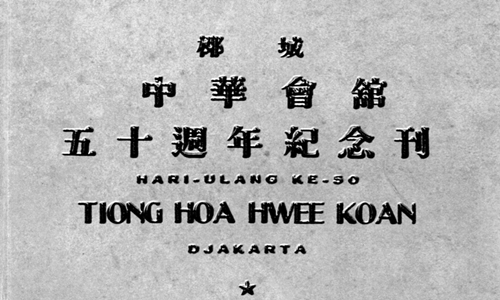 椰城
中華會館
五十週年紀念刊
HARI-ULANG KE-50
TIONG HOA HWEE KOAN
DJAKARTA